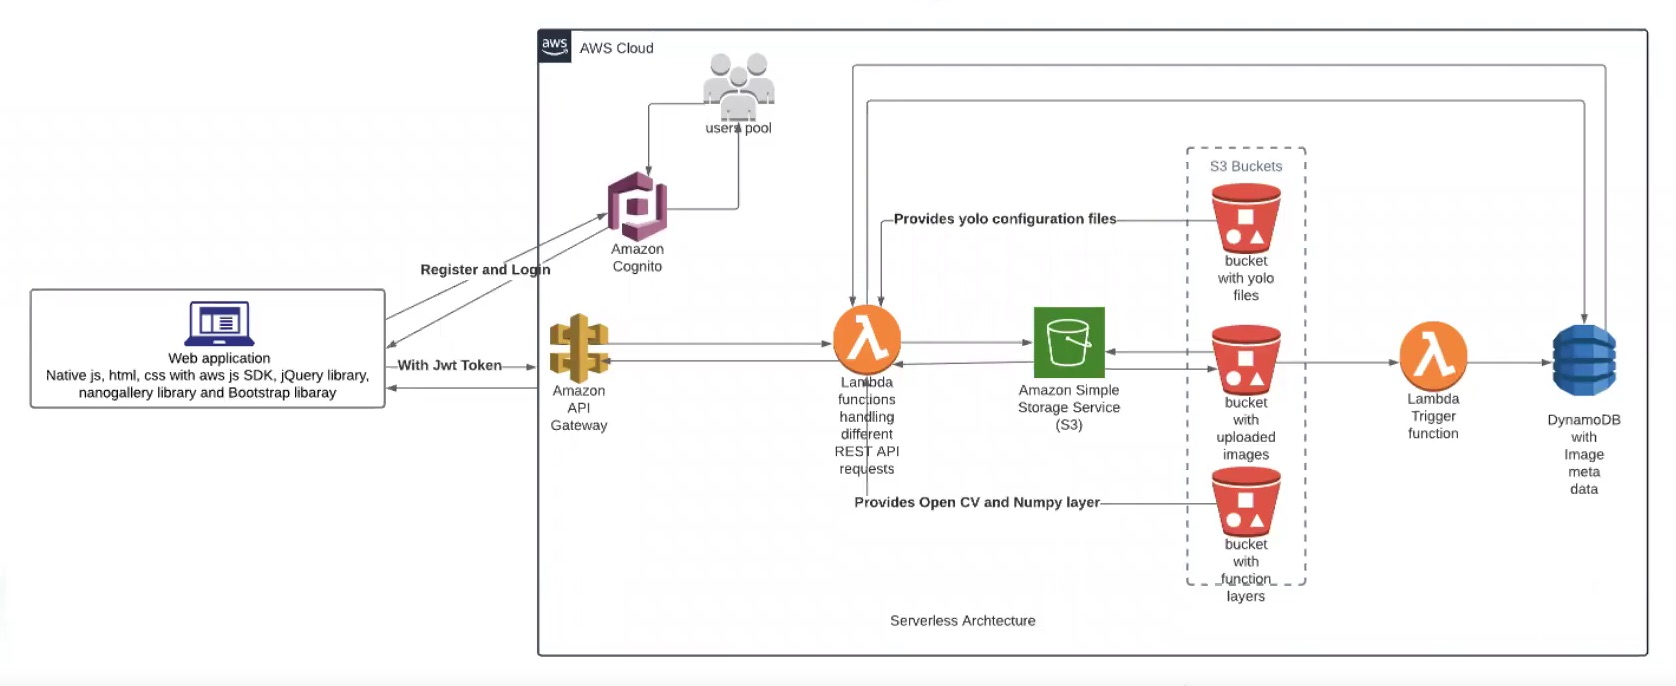 aws
AWS Cloud
users pool
S3 Buckets
Provides yolo configuration files
Amazon
Cognito
bucket
with yolo
files
Register and Login
Web application
Native js, html, css with aws js SDK, jQuery library,
nanogallery library and Bootstrap libaray
With Jwt Token
Amazon
API
Gateway
Lambda
functions
handling
different
REST API
requests
Amazon Simple
Storage Service
(S3)
bucket
with
uploaded
images
Lambda
Trigger
function
DynamoDB
with
Image
meta
data
Provides Open CV and Numpy layer
bucket
with
function
layers
Serverless Archtecture